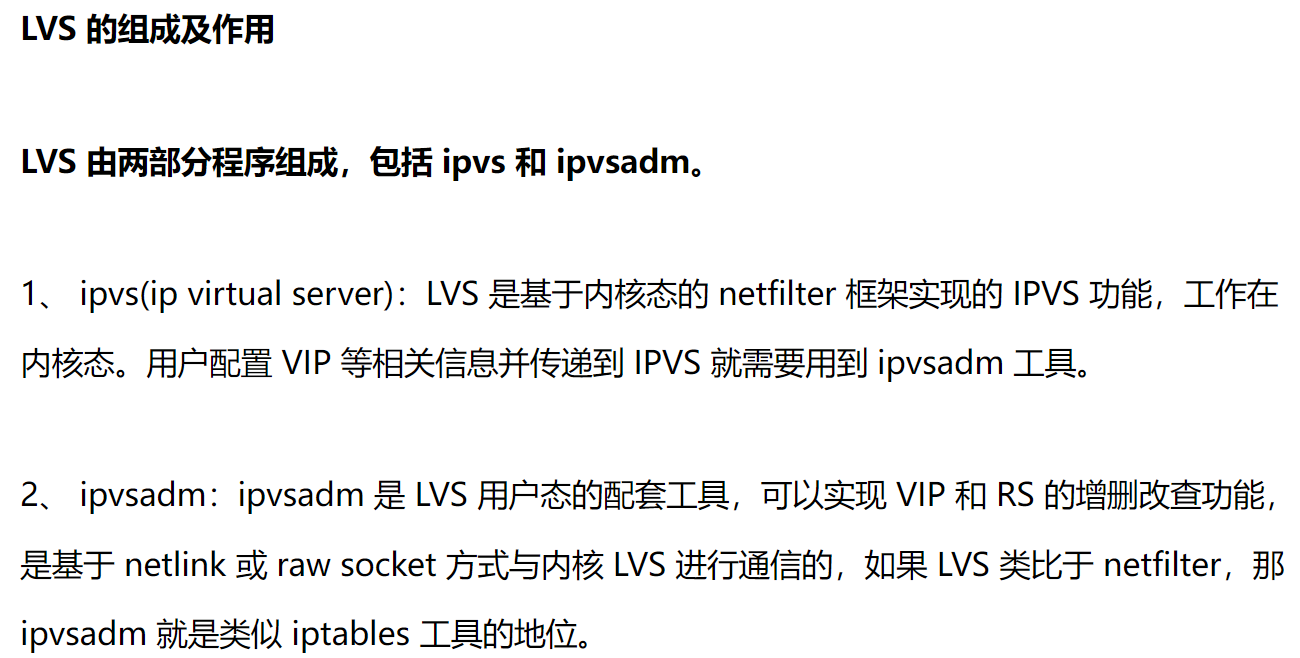 LVS 的组成及作用
LVS 由两部分程序组成，包括 ipvs 和 ipvsadm。
1、 ipvs(ip virtual server)：LVS 是基于内核态的 netfilter 框架实现的 IPVS 功能，工作在
内核态。用户配置 VIP 等相关信息并传递到 IPVS 就需要用到 ipvsadm 工具。
2、 ipvsadm：ipvsadm 是 LVS 用户态的配套工具，可以实现 VIP 和 RS 的增删改查功能，
是基于 netlink 或 raw socket 方式与内核 LVS 进行通信的，如果 LVS 类比于 netfilter，那
ipvsadm 就是类似 iptables 工具的地位。